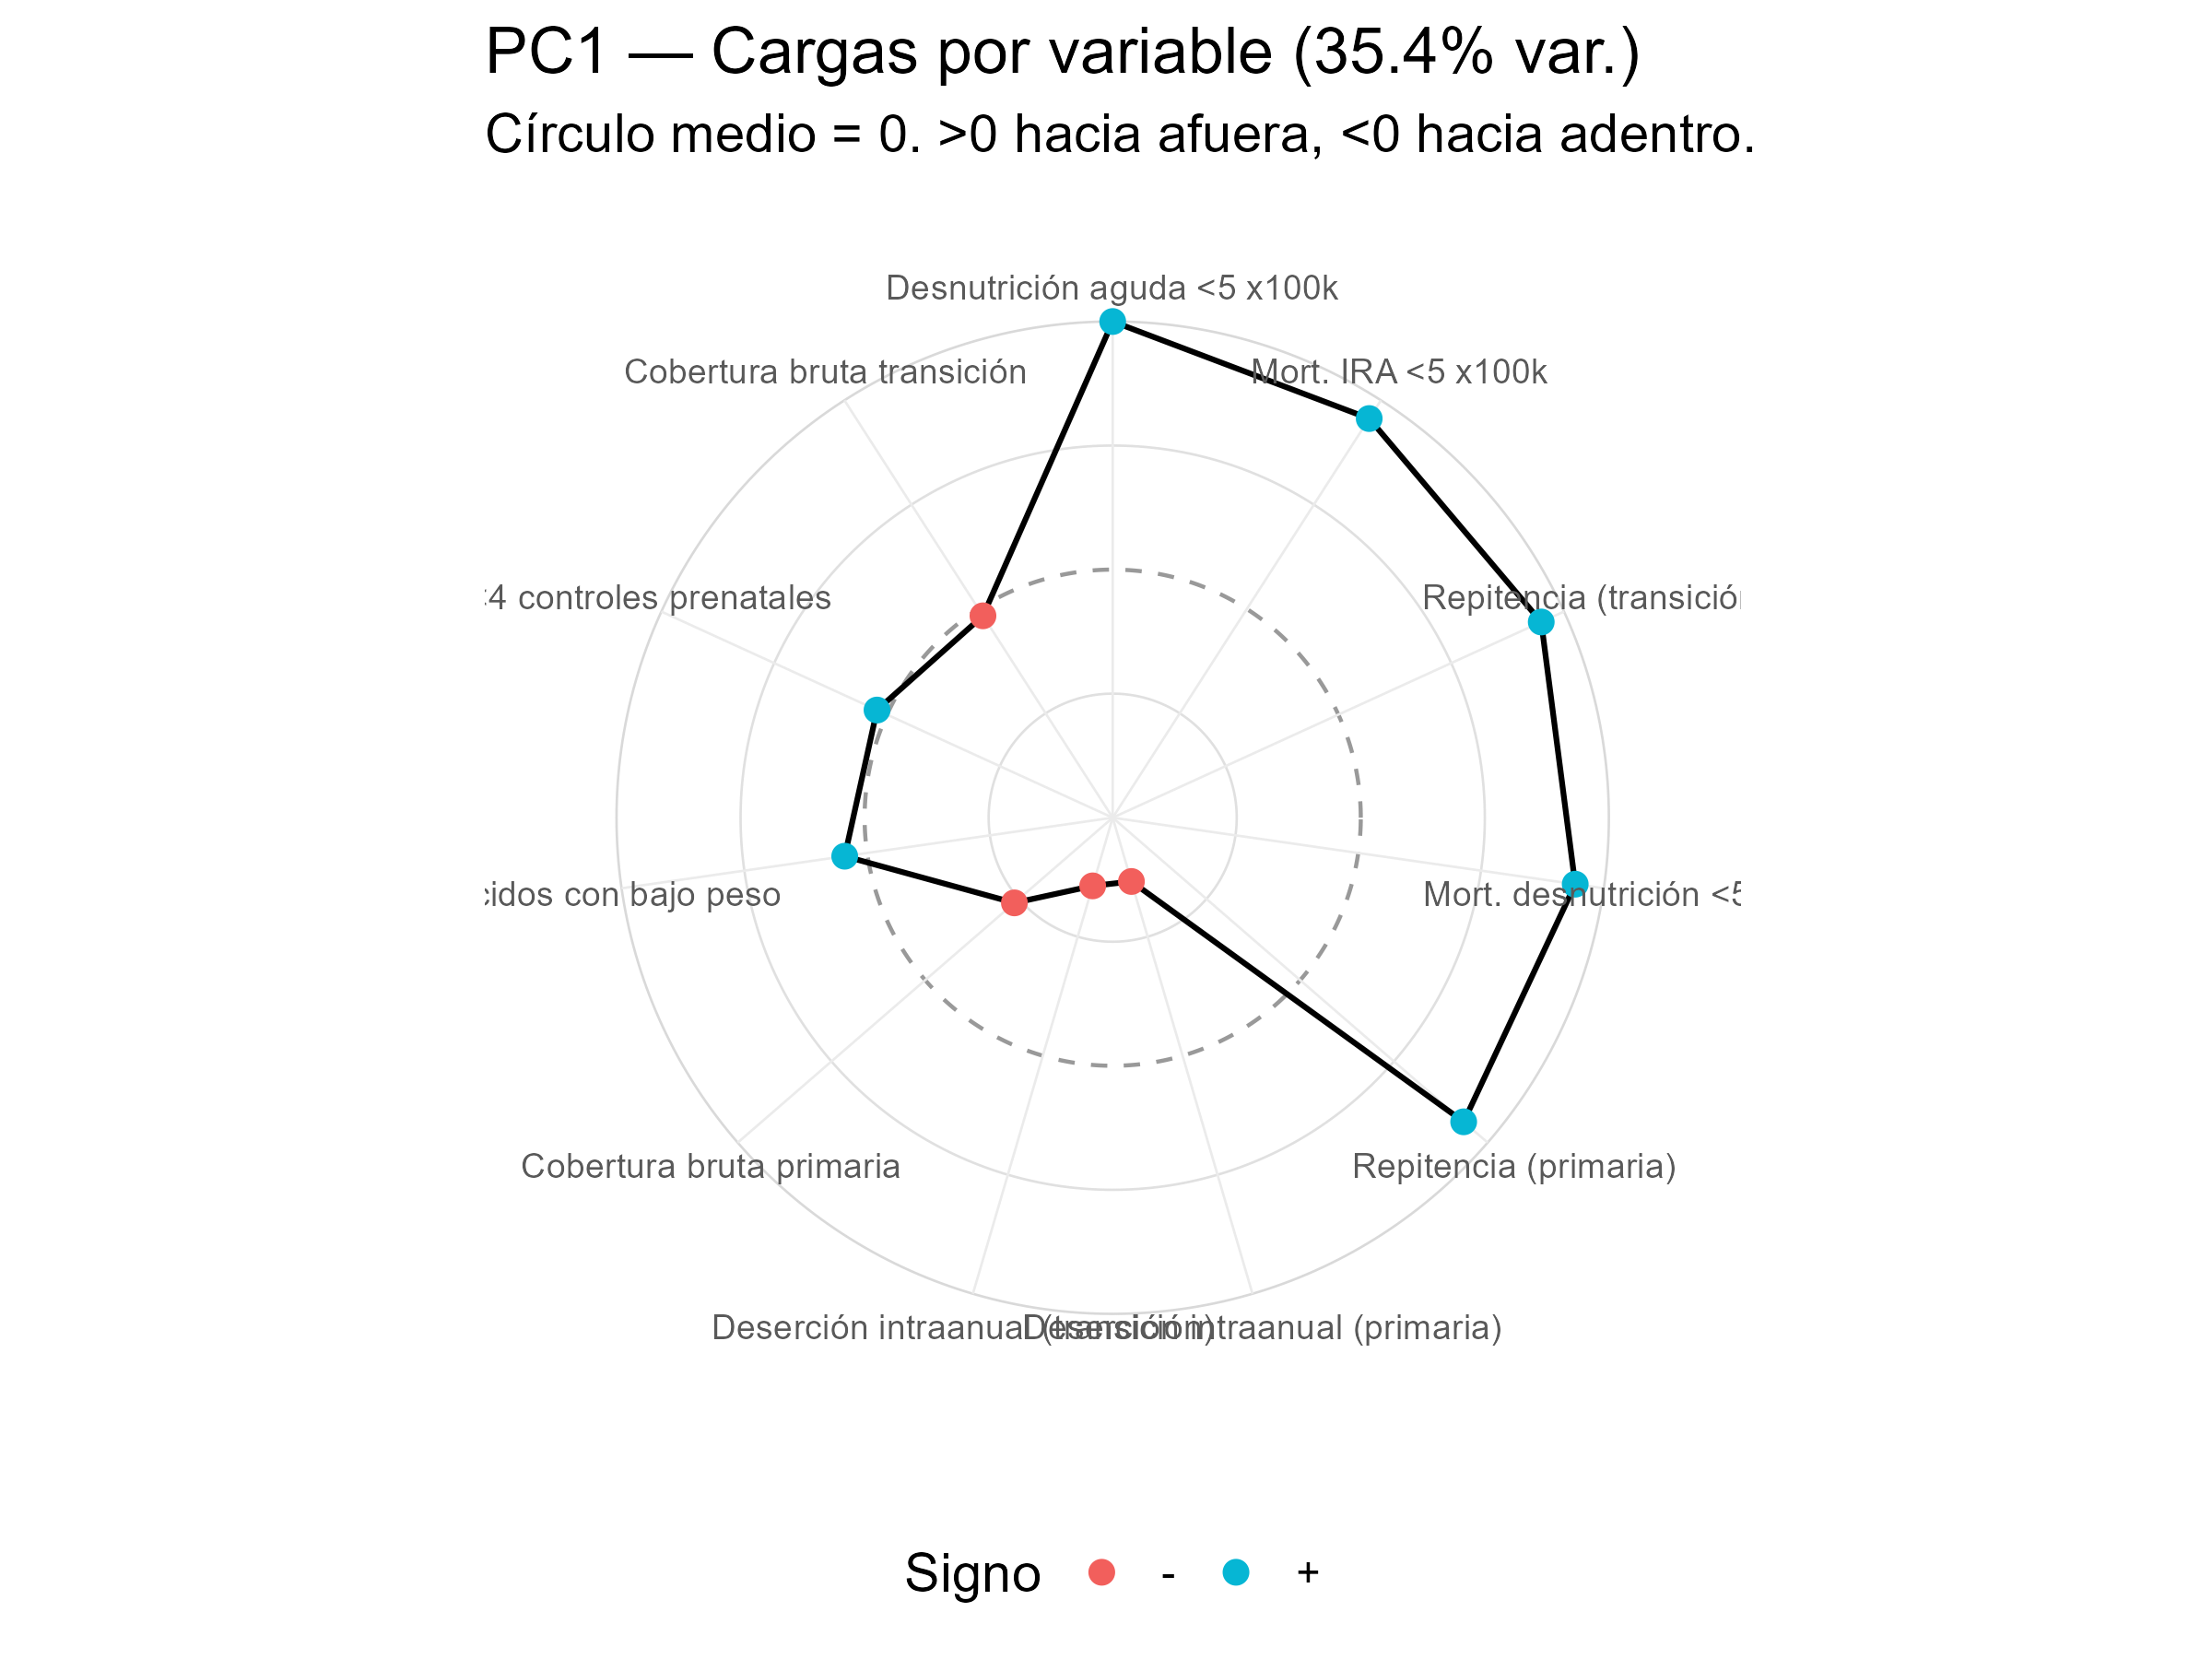 PC1 — Cargas por variable (35.4% var.)
Círculo medio = 0. >0 hacia afuera, <0 hacia adentro.
Desnutrición aguda <5 x100k
Cobertura bruta transición
Mort. IRA <5 x100k
4 controles prenatales
Repitencia (transición
cidos con bajo peso
Mort. desnutrición <5
Cobertura bruta primaria
Repitencia (primaria)
Deserción intraanual (transición)
Deserción intraanual (primaria)
Signo - +